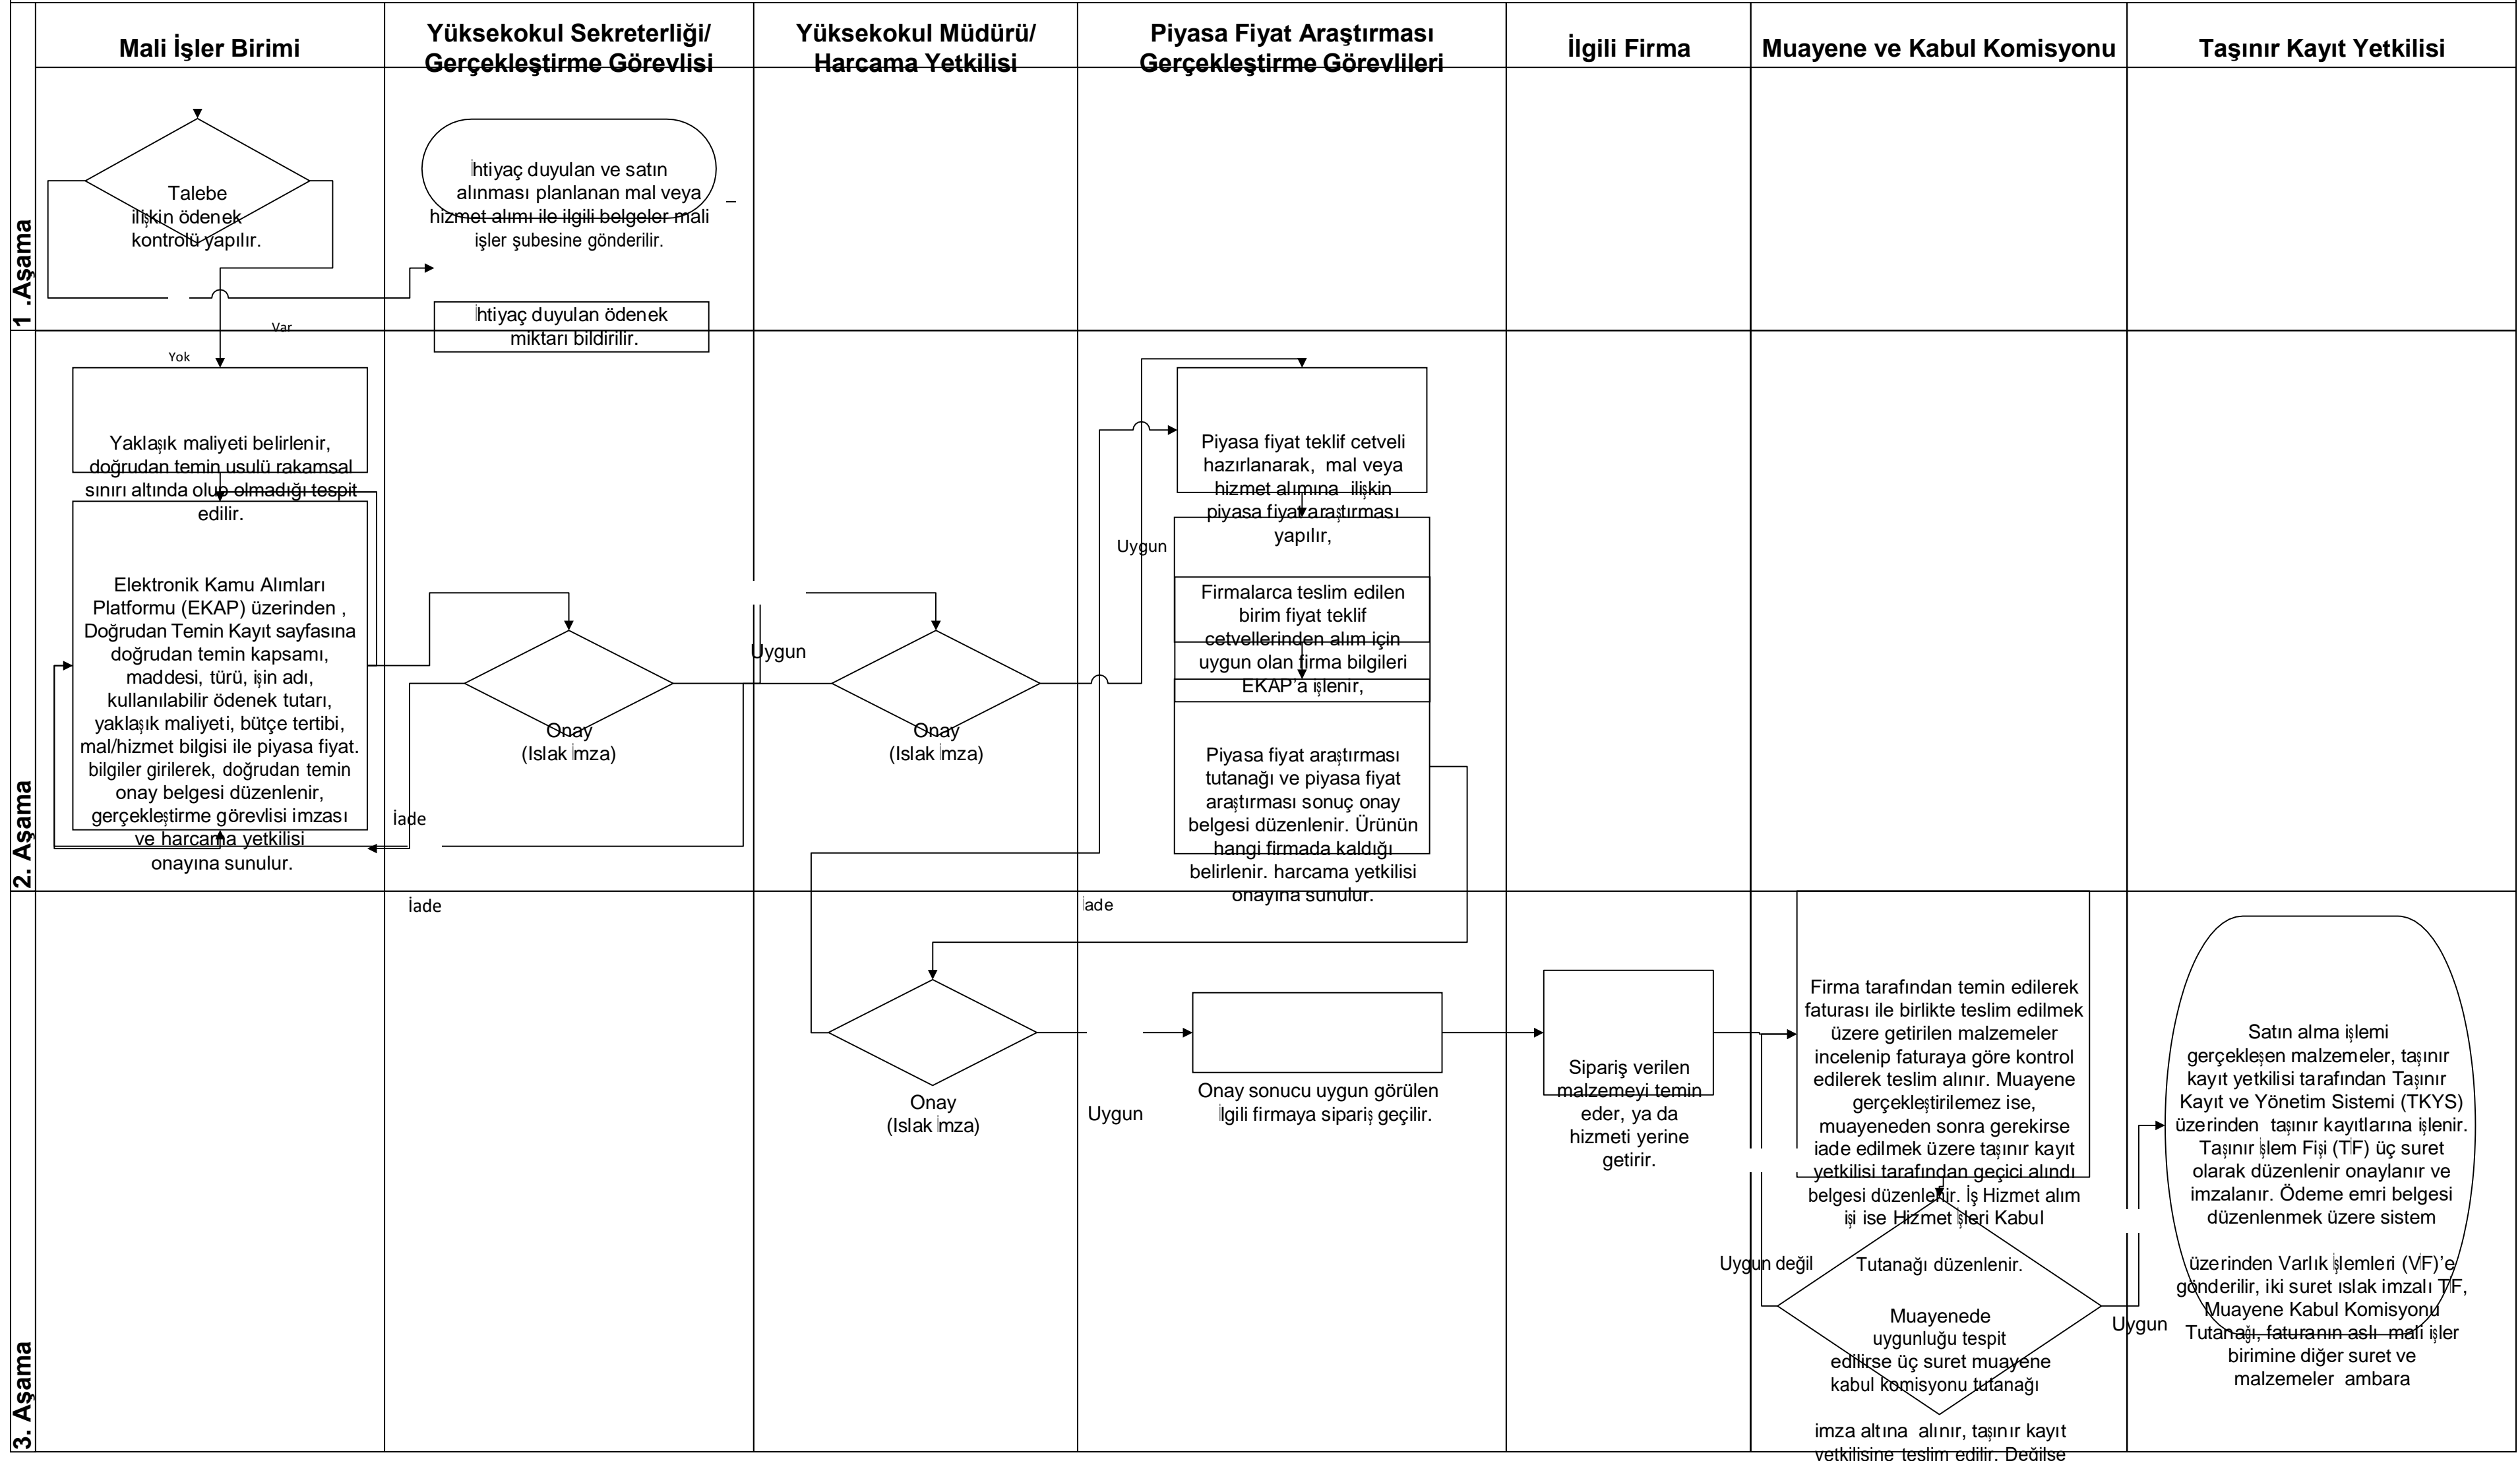 Mali İşler Birimi
Yüksekokul Sekreterliği/
Gerçekleştirme Görevlisi
Yüksekokul Müdürü/
Harcama Yetkilisi
Piyasa Fiyat Araştırması
Gerçekleştirme Görevlileri
İlgili Firma
Muayene ve Kabul Komisyonu
Taşınır Kayıt Yetkilisi
1 .Aşama
Talebe
ilişkin ödenek
kontrolü yapılır.
İhtiyaç duyulan ve satın
alınması planlanan mal veya
hizmet alımı ile ilgili belgeler mali
işler şubesine gönderilir.
İhtiyaç duyulan ödenek
miktarı bildirilir.
Var
Yok
2. Aşama
Yaklaşık maliyeti belirlenir,
doğrudan temin usulü rakamsal
sınırı altında olup olmadığı tespit
edilir.
Elektronik Kamu Alımları
Platformu (EKAP) üzerinden ,
Doğrudan Temin Kayıt sayfasına
doğrudan temin kapsamı,
maddesi, türü, işin adı,
kullanılabilir ödenek tutarı,
yaklaşık maliyeti, bütçe tertibi,
mal/hizmet bilgisi ile piyasa fiyat.
bilgiler girilerek, doğrudan temin
onay belgesi düzenlenir,
gerçekleştirme görevlisi imzası
ve harcama yetkilisi
onayına sunulur.
Onay
(Islak İmza)
İade
Uygun
Onay
(Islak İmza)
Uygun
Piyasa fiyat teklif cetveli
hazırlanarak, mal veya
hizmet alımına ilişkin
piyasa fiyat araştırması
yapılır,
Firmalarca teslim edilen
birim fiyat teklif
cetvellerinden alım için
uygun olan firma bilgileri
EKAP'a işlenir,
Piyasa fiyat araştırması
tutanağı ve piyasa fiyat
araştırması sonuç onay
belgesi düzenlenir. Ürünün
hangi firmada kaldığı
belirlenir. harcama yetkilisi
onayına sunulur.
3. Aşama
İade
İade
Onay
(Islak İmza)
Uygun
Onay sonucu uygun görülen
İlgili firmaya sipariş geçilir.
Sipariş verilen
malzemeyi temin
eder, ya da
hizmeti yerine
getirir.
Firma tarafından temin edilerek
faturası ile birlikte teslim edilmek
üzere getirilen malzemeler
incelenip faturaya göre kontrol
edilerek teslim alınır. Muayene
gerçekleştirilemez ise,
muayeneden sonra gerekirse
iade edilmek üzere taşınır kayıt
yetkilisi tarafından geçici alındı
belgesi düzenlenir. İş Hizmet alım
işi ise Hizmet İşleri Kabul
Tutanağı düzenlenir.
Uygun değil
Muayenede
uygunluğu tespit
edilirse üç suret muayene
kabul komisyonu tutanağı
imza altına alınır, taşınır kayıt
yetkilisine teslim edilir. Değilse
Uygun
Satın alma işlemi
gerçekleşen malzemeler, taşınır
kayıt yetkilisi tarafından Taşınır
Kayıt ve Yönetim Sistemi (TKYS)
üzerinden taşınır kayıtlarına işlenir.
Taşınır İşlem Fişi (TİF) üç suret
olarak düzenlenir onaylanır ve
imzalanır. Ödeme emri belgesi
düzenlenmek üzere sistem
üzerinden Varlık İşlemleri (VİF)'e
gönderilir, iki suret ıslak imzalı TİF,
Muayene Kabul Komisyonu
Tutanağı, faturanın aslı mali işler
birimine diğer suret ve
malzemeler ambara